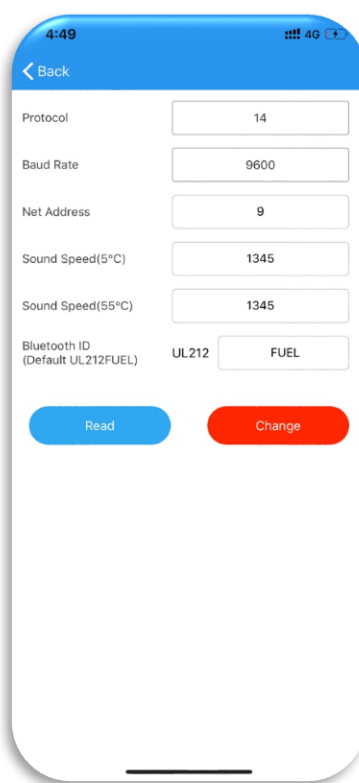 4:49 4G
Back
Protocol 14
Baud Rate 9600
Net Address 9
Sound Speed(5°C) 1345
Sound Speed(55°C) 1345
Bluetooth ID
(Default UL212FUEL) UL212 FUEL
Read Change